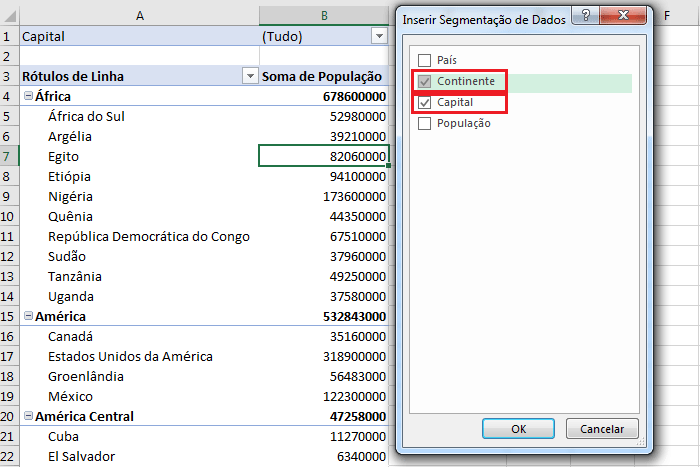 A B F
1 Capital (Tudo)
2
3 Rótulos de Linha Soma de População
4 África 678600000
5 África do Sul 52980000
6 Argélia 39210000
7 Egito 82060000
8 Etiópia 94100000
9 Nigéria 173600000
10 Quênia 44350000
11 República Democrática do Congo 67510000
12 Sudão 37960000
13 Tanzânia 49250000
14 Uganda 37580000
15 América 532843000
16 Canadá 35160000
17 Estados Unidos da América 318900000
18 Groenlândia 56483000
19 México 122300000
20 América Central 47258000
21 Cuba 11270000
22 El Salvador 6340000
Inserir Segmentação de Dados
País
Continente
Capital
População
OK Cancelar